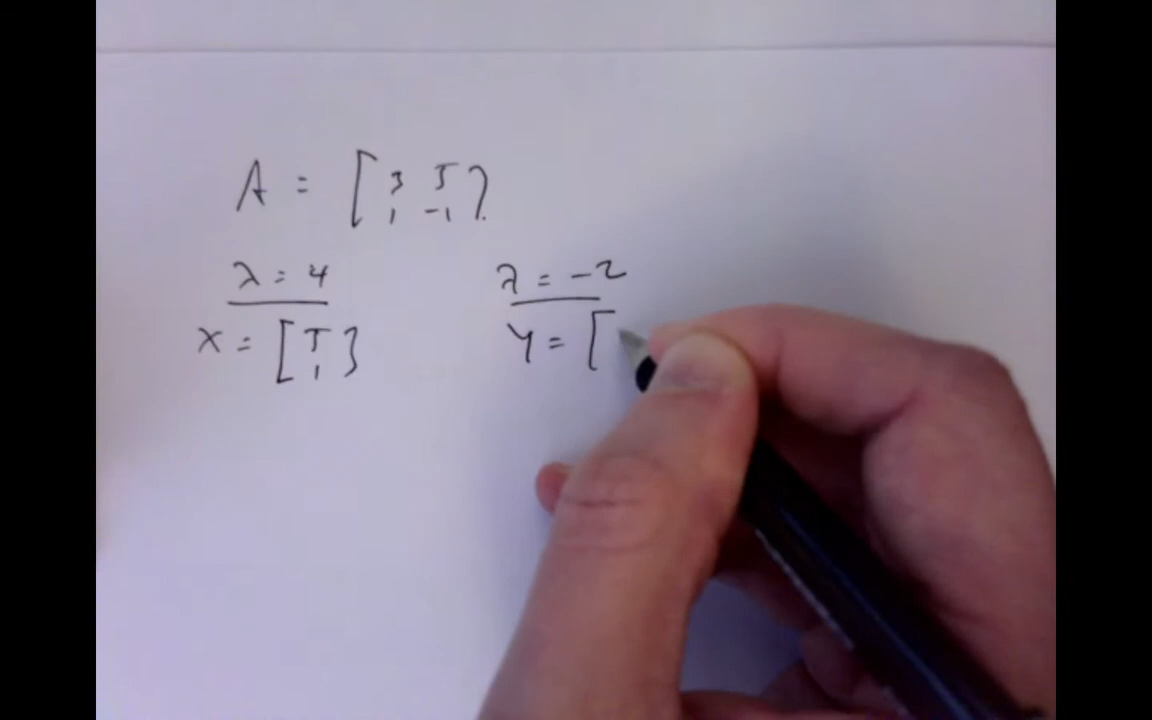 A = [3 5
1 -1]
λ = 4 λ = -2
x = [5
1] y = [